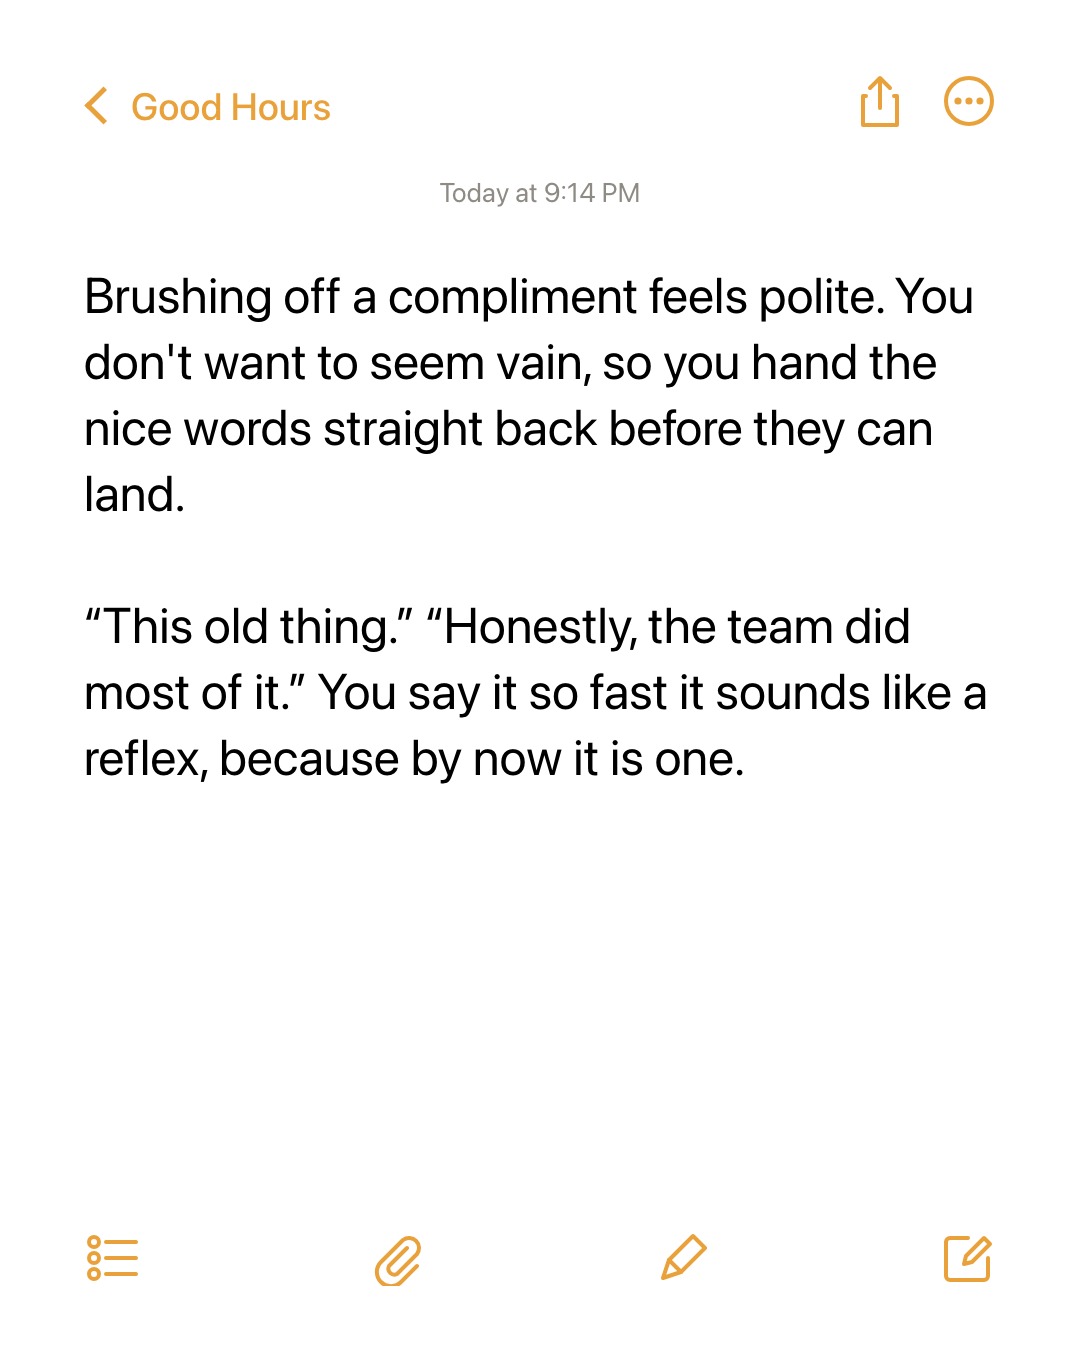 Good Hours
Today at 9:14 PM
Brushing off a compliment feels polite. You
don't want to seem vain, so you hand the
nice words straight back before they can
land.
“This old thing.” “Honestly, the team did
most of it.” You say it so fast it sounds like a
reflex, because by now it is one.